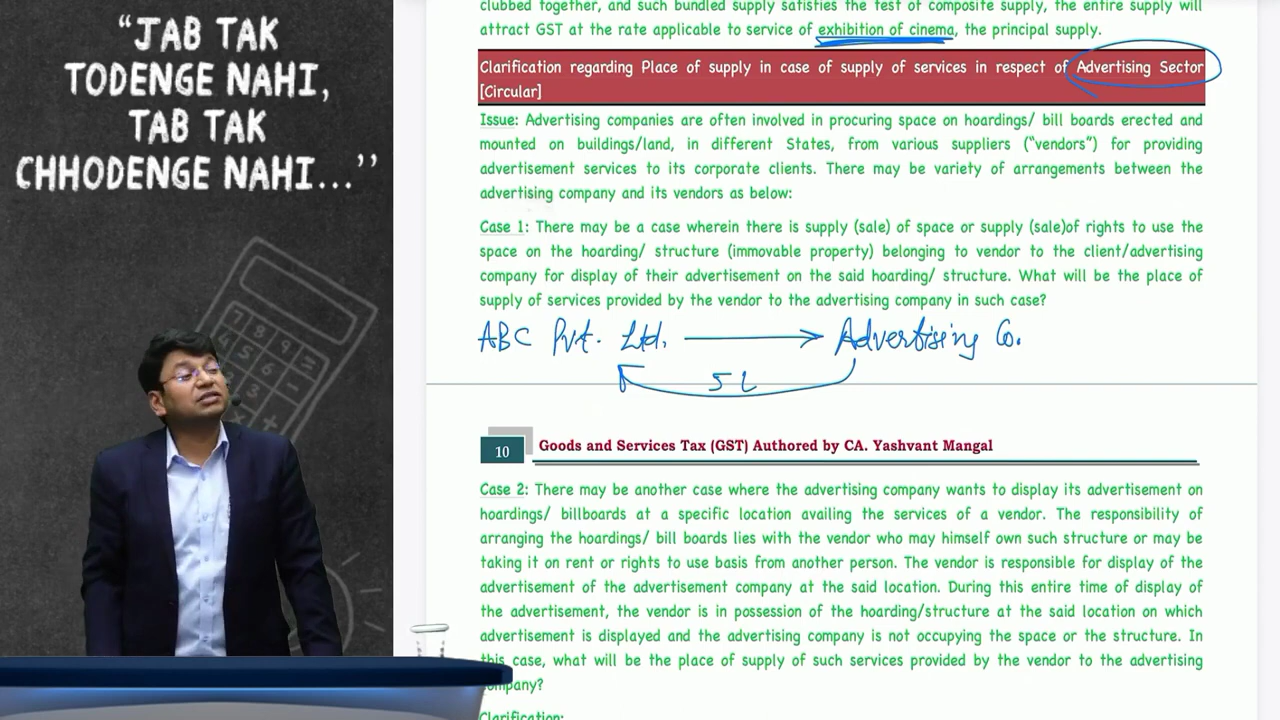 “JAB TAK
TODENGE NAHI,
TAB TAK
CHHODENGE NAHI...’’
clubbed together, and such bundled supply satisfies the test of composite supply, the entire supply will
attract GST at the rate applicable to service of exhibition of cinema, the principal supply.
Clarification regarding Place of supply in case of supply of services in respect of Advertising Sector
[Circular]
Issue: Advertising companies are often involved in procuring space on hoardings/ bill boards erected and
mounted on buildings/land, in different States, from various suppliers (“vendors”) for providing
advertisement services to its corporate clients. There may be variety of arrangements between the
advertising company and its vendors as below:
Case 1: There may be a case wherein there is supply (sale) of space or supply (sale)of rights to use the
space on the hoarding/ structure (immovable property) belonging to vendor to the client/advertising
company for display of their advertisement on the said hoarding/ structure. What will be the place of
supply of services provided by the vendor to the advertising company in such case?
ABC Pvt. Ltd. Advertising Co.
5L
10 Goods and Services Tax (GST) Authored by CA. Yashvant Mangal
Case 2: There may be another case where the advertising company wants to display its advertisement on
hoardings/ billboards at a specific location availing the services of a vendor. The responsibility of
arranging the hoardings/ bill boards lies with the vendor who may himself own such structure or may be
taking it on rent or rights to use basis from another person. The vendor is responsible for display of the
advertisement of the advertisement company at the said location. During this entire time of display of
the advertisement, the vendor is in possession of the hoarding/structure at the said location on which
advertisement is displayed and the advertising company is not occupying the space or the structure. In
this case, what will be the place of supply of such services provided by the vendor to the advertising
company?
Clarification: